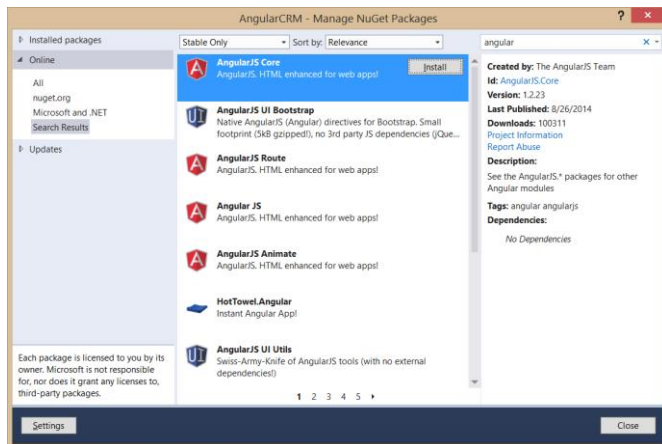 AngularCRM - Manage NuGet Packages
? ×
Installed packages
Online
All
nuget.org
Microsoft and .NET
Search Results
Updates
Each package is licensed to you by its
owner. Microsoft is not responsible
for, nor does it grant any licenses to,
third-party packages.
Stable Only
Sort by: Relevance
AngularJS Core
AngularJS. HTML enhanced for web apps!
Install
AngularJS UI Bootstrap
Native AngularJS (Angular) directives for Bootstrap. Small
footprint (5kB gzipped!), no 3rd party JS dependencies (jQue...
AngularJS Route
AngularJS. HTML enhanced for web apps!
Angular JS
AngularJS. HTML enhanced for web apps!
AngularJS Animate
AngularJS. HTML enhanced for web apps!
HotTowel.Angular
Instant Angular App!
AngularJS UI Utils
Swiss-Army-Knife of AngularJS tools (with no external
dependencies!)
1 2 3 4 5
angular
Created by: The AngularJS Team
Id: AngularJS.Core
Version: 1.2.23
Last Published: 8/26/2014
Downloads: 100311
Project Information
Report Abuse
Description:
See the AngularJS.* packages for other
Angular modules
Tags: angular angularjs
Dependencies:
No Dependencies
Settings
Close